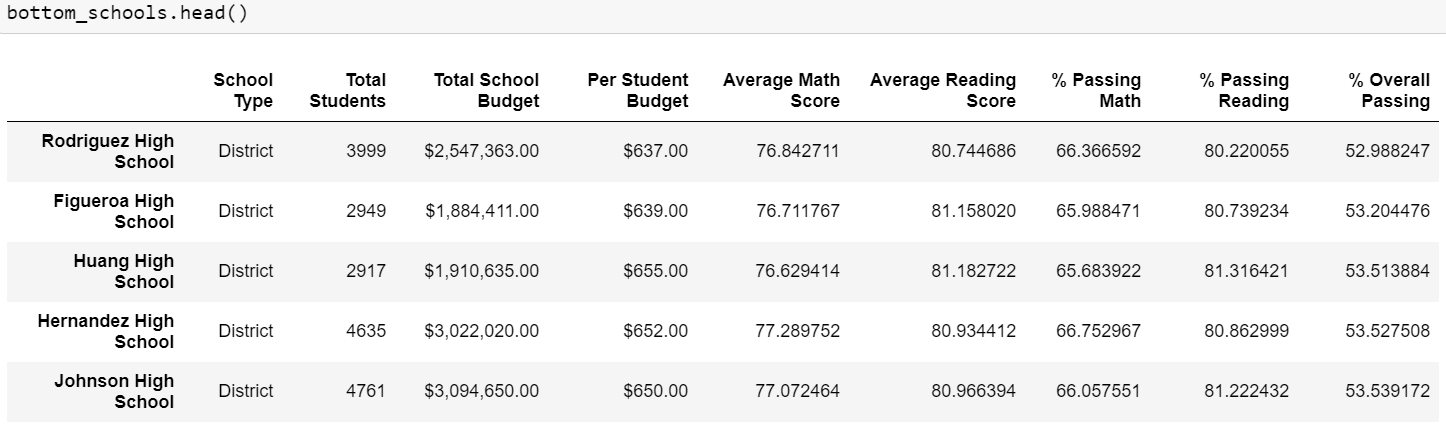 bottom_schools.head()
School Total Total School Per Student Average Math Average Reading % Passing % Passing % Overall
Type Students Budget Budget Score Score Math Reading Passing
Rodriguez High
School District 3999 $2,547,363.00 $637.00 76.842711 80.744686 66.366592 80.220055 52.988247
Figueroa High
School District 2949 $1,884,411.00 $639.00 76.711767 81.158020 65.988471 80.739234 53.204476
Huang High
School District 2917 $1,910,635.00 $655.00 76.629414 81.182722 65.683922 81.316421 53.513884
Hernandez High
School District 4635 $3,022,020.00 $652.00 77.289752 80.934412 66.752967 80.862999 53.527508
Johnson High
School District 4761 $3,094,650.00 $650.00 77.072464 80.966394 66.057551 81.222432 53.539172